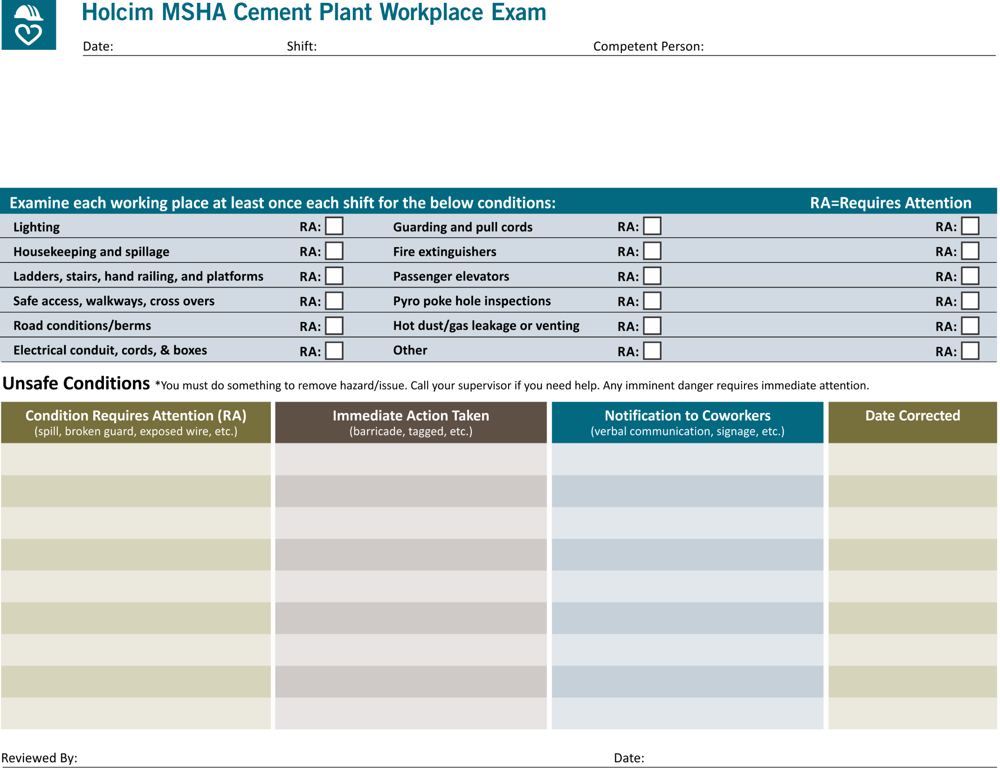 Holcim MSHA Cement Plant Workplace Exam
Date: Shift: Competent Person:
Examine each working place at least once each shift for the below conditions: RA=Requires Attention
Lighting RA: Guarding and pull cords RA: RA:
Housekeeping and spillage RA: Fire extinguishers RA: RA:
Ladders, stairs, hand railing, and platforms RA: Passenger elevators RA: RA:
Safe access, walkways, cross overs RA: Pyro poke hole inspections RA: RA:
Road conditions/berms RA: Hot dust/gas leakage or venting RA: RA:
Electrical conduit, cords, & boxes RA: Other RA: RA:
Unsafe Conditions *You must do something to remove hazard/issue. Call your supervisor if you need help. Any imminent danger requires immediate attention.
Condition Requires Attention (RA) Immediate Action Taken Notification to Coworkers Date Corrected
(spill, broken guard, exposed wire, etc.) (barricade, tagged, etc.) (verbal communication, signage, etc.)
Reviewed By: Date: